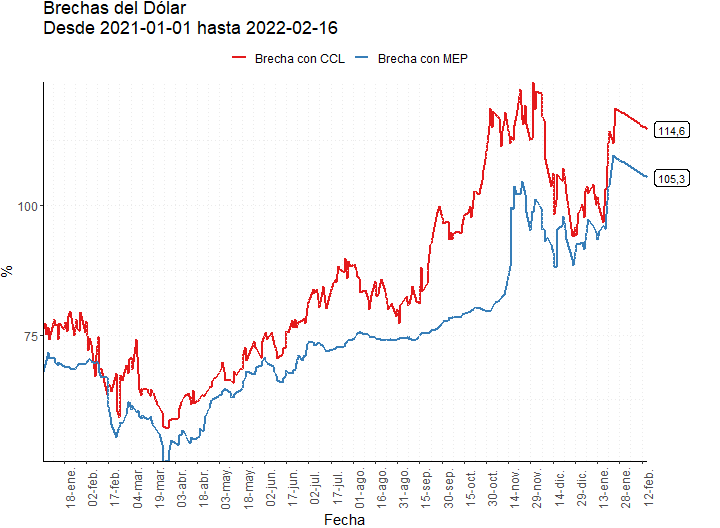 Brechas del Dólar
Desde 2021-01-01 hasta 2022-02-16
Brecha con CCL
Brecha con MEP
114,6
105,3
100
75
%
18-ene.
02-feb.
17-feb.
04-mar.
19-mar.
03-abr.
18-abr.
03-may.
18-may.
02-jun.
17-jun.
02-jul.
17-jul.
01-ago.
16-ago.
31-ago.
15-sep.
30-sep.
15-oct.
30-oct.
14-nov.
29-nov.
14-dic.
29-dic.
13-ene.
28-ene.
12-feb.
Fecha